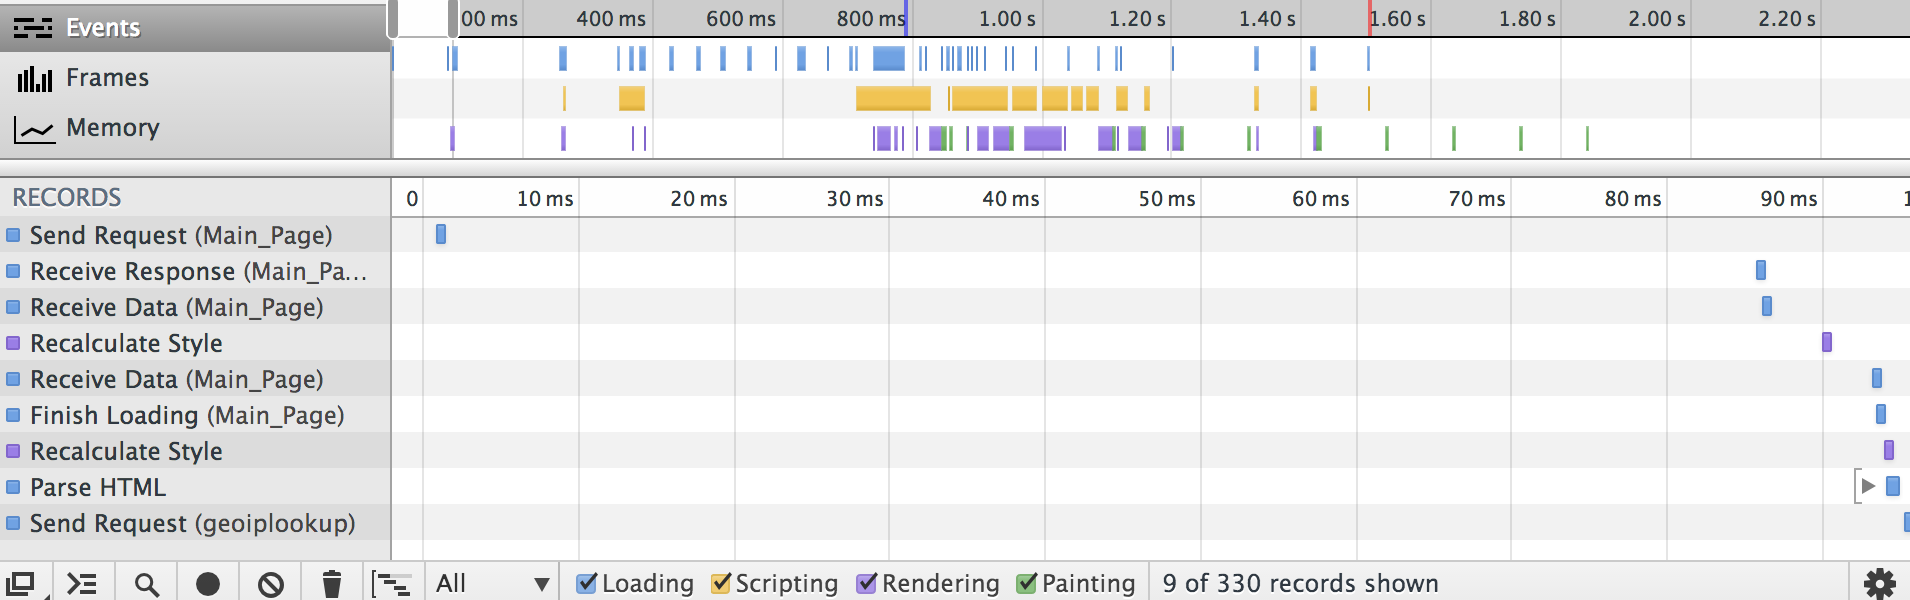 Events 00 ms 400 ms 600 ms 800 ms 1.00 s 1.20 s 1.40 s 1.60 s 1.80 s 2.00 s 2.20 s
Frames
Memory
RECORDS 0 10 ms 20 ms 30 ms 40 ms 50 ms 60 ms 70 ms 80 ms 90 ms 1
Send Request (Main_Page)
Receive Response (Main_Pa...
Receive Data (Main_Page)
Recalculate Style
Receive Data (Main_Page)
Finish Loading (Main_Page)
Recalculate Style
Parse HTML
Send Request (geoiplookup)
All Loading Scripting Rendering Painting 9 of 330 records shown